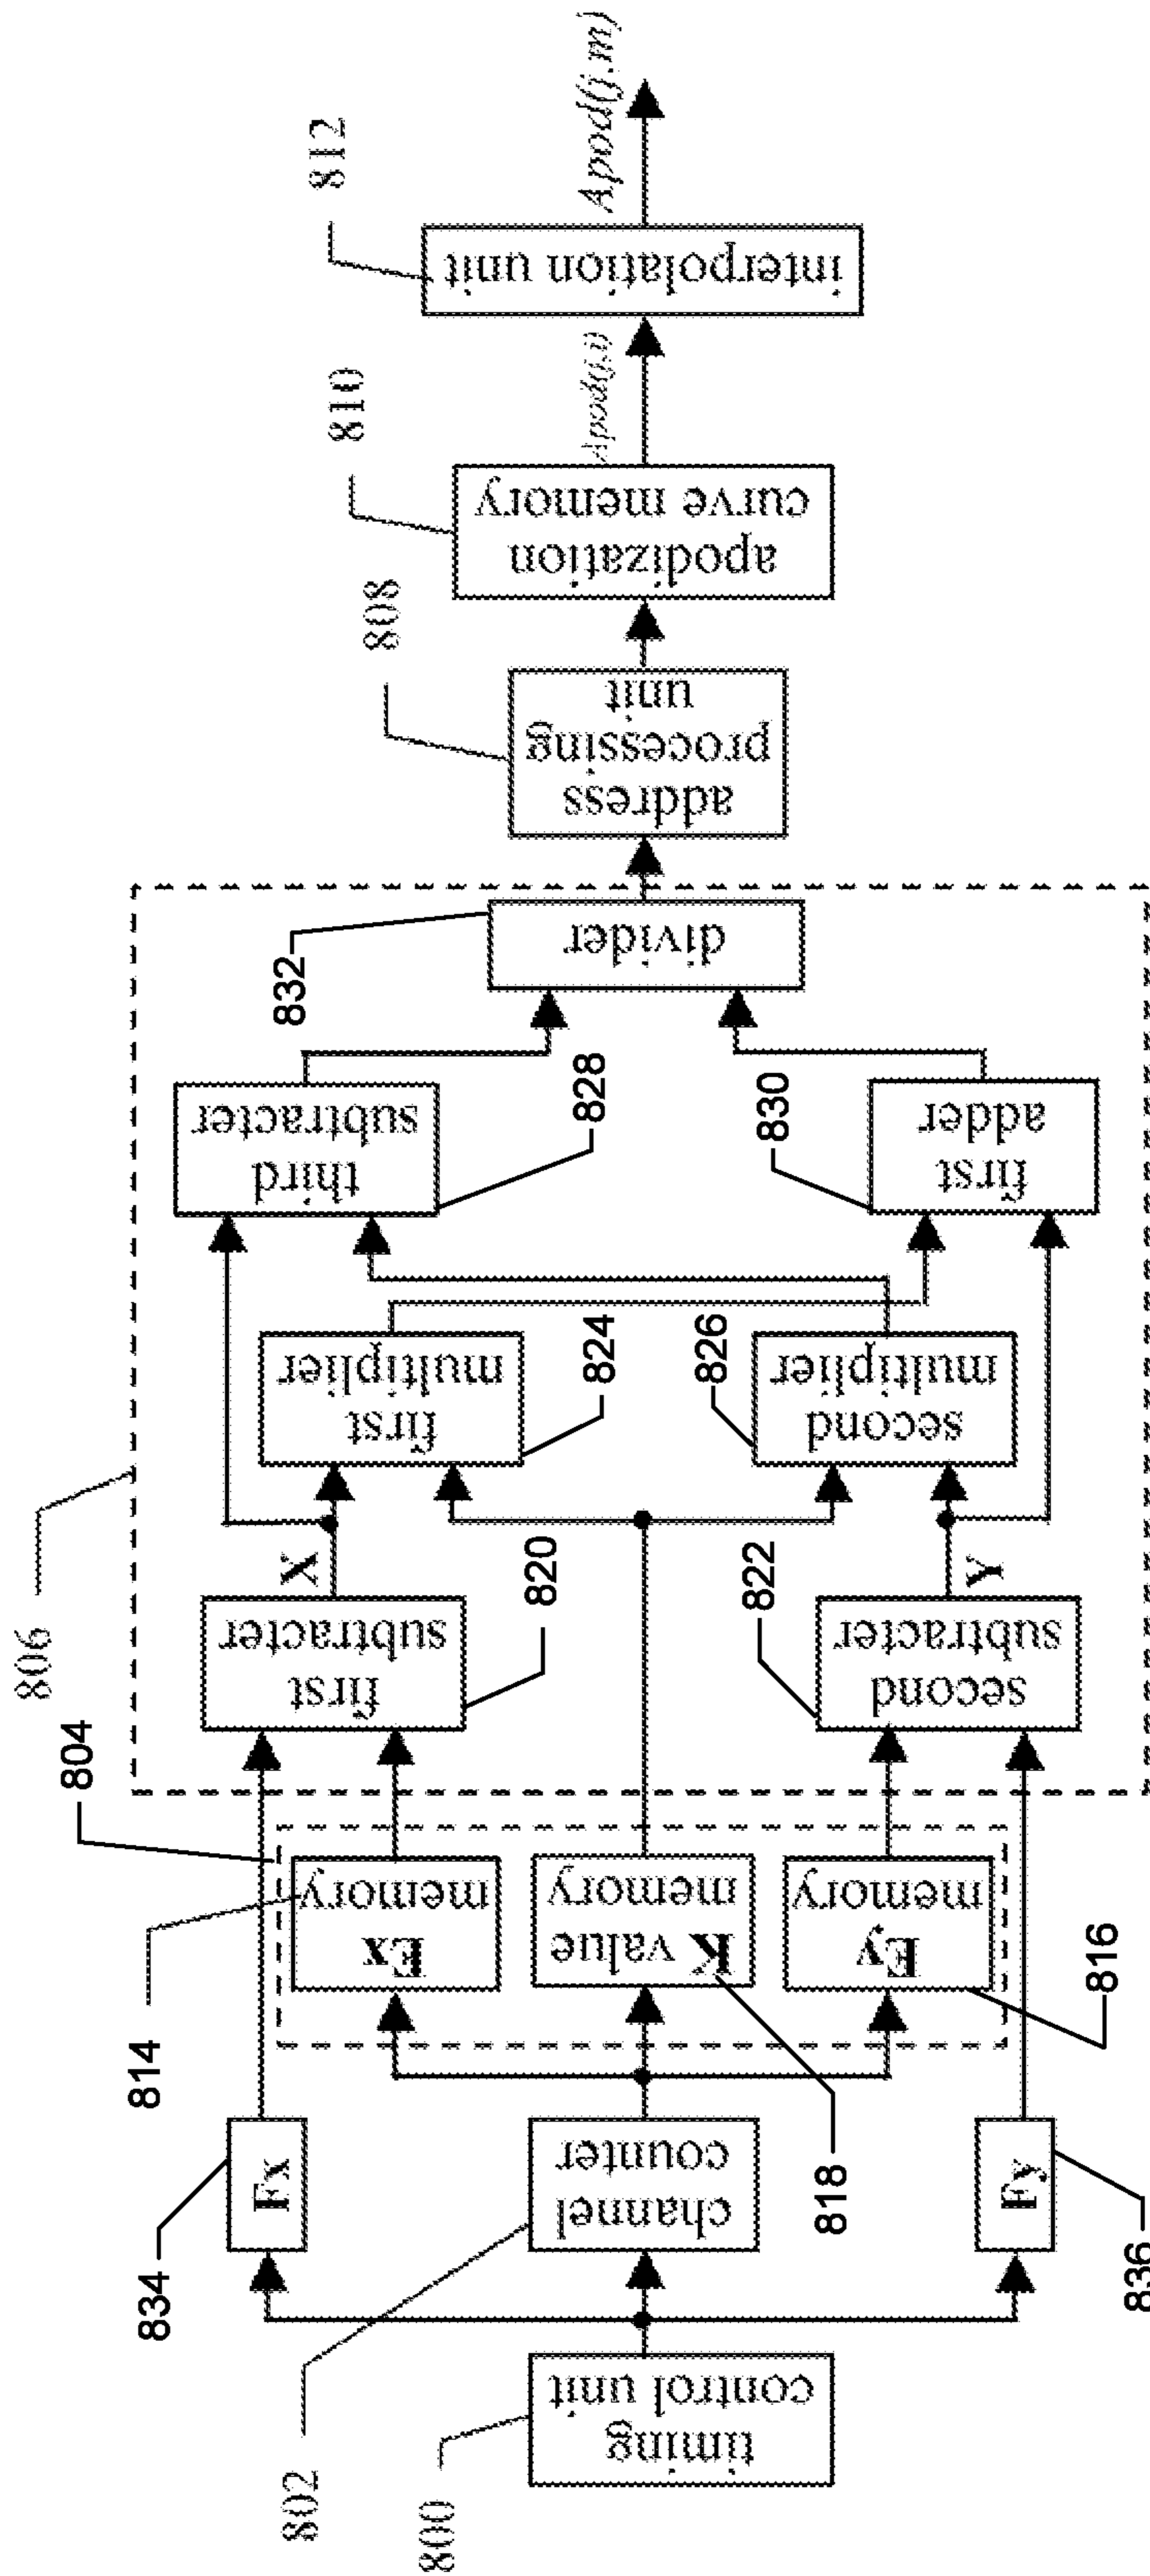 800
timing
control unit
802
channel
counter
834
Fx
836
Fy
804
814
Ex
memory
818
K value
memory
816
Ey
memory
806
820
first
subtracter
X
822
second
subtracter
Y
824
first
multiplier
826
second
multiplier
828
third
subtracter
830
first
adder
832
divider
808
address
processing
unit
810
apodization
curve memory
Apod(j,i)
812
interpolation unit
Apod(j,m)